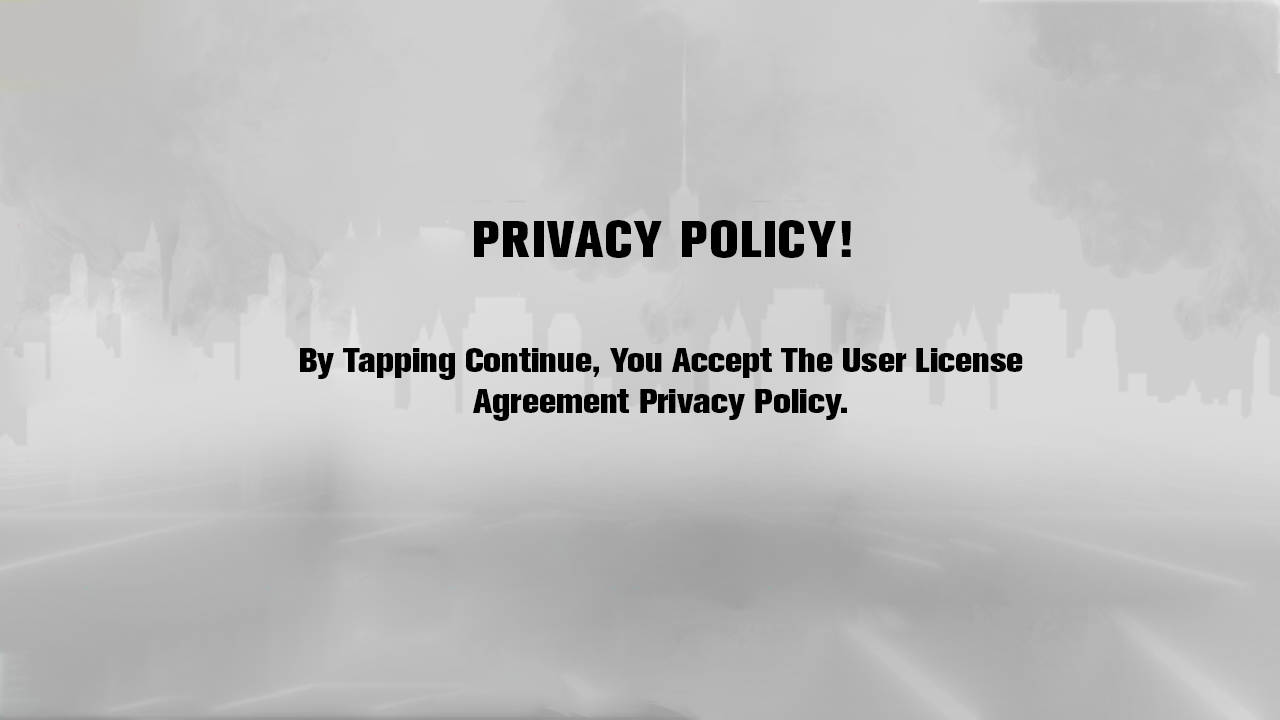 PRIVACY POLICY!
By Tapping Continue, You Accept The User License
Agreement Privacy Policy.